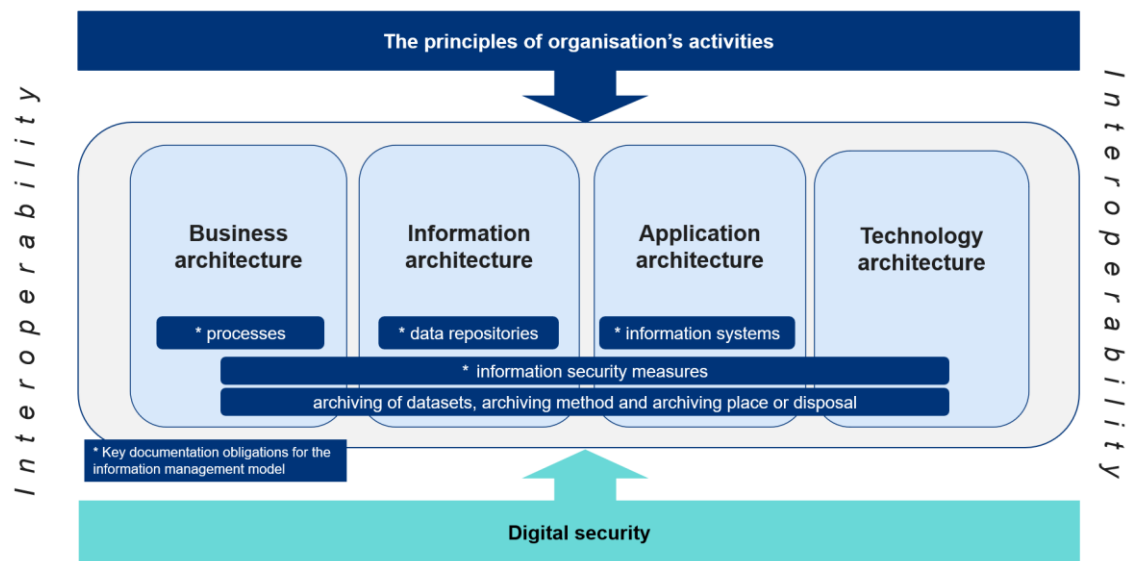 The principles of organisation's activities
Interoperability
Interoperability
Business
architecture
Information
architecture
Application
architecture
Technology
architecture
* processes
* data repositories
* information systems
* information security measures
archiving of datasets, archiving method and archiving place or disposal
* Key documentation obligations for the
information management model
Digital security